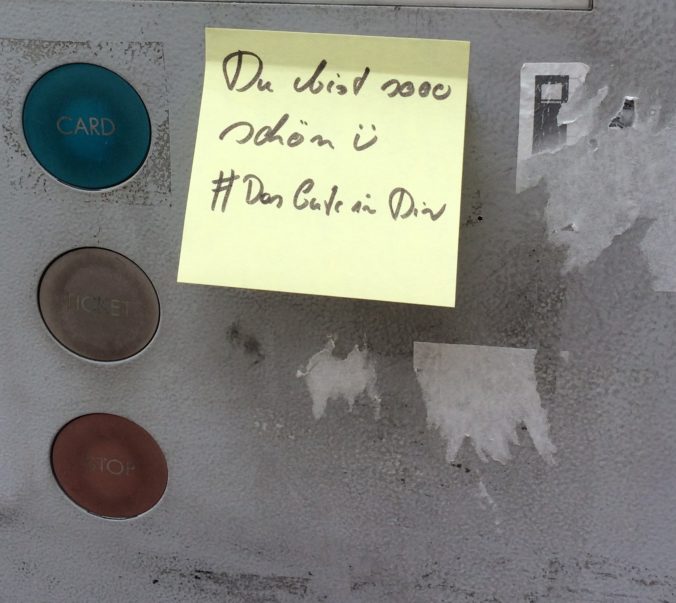 CARD
TICKET
STOP
Du bist sooo
schön ü
#Das Gute in Dir